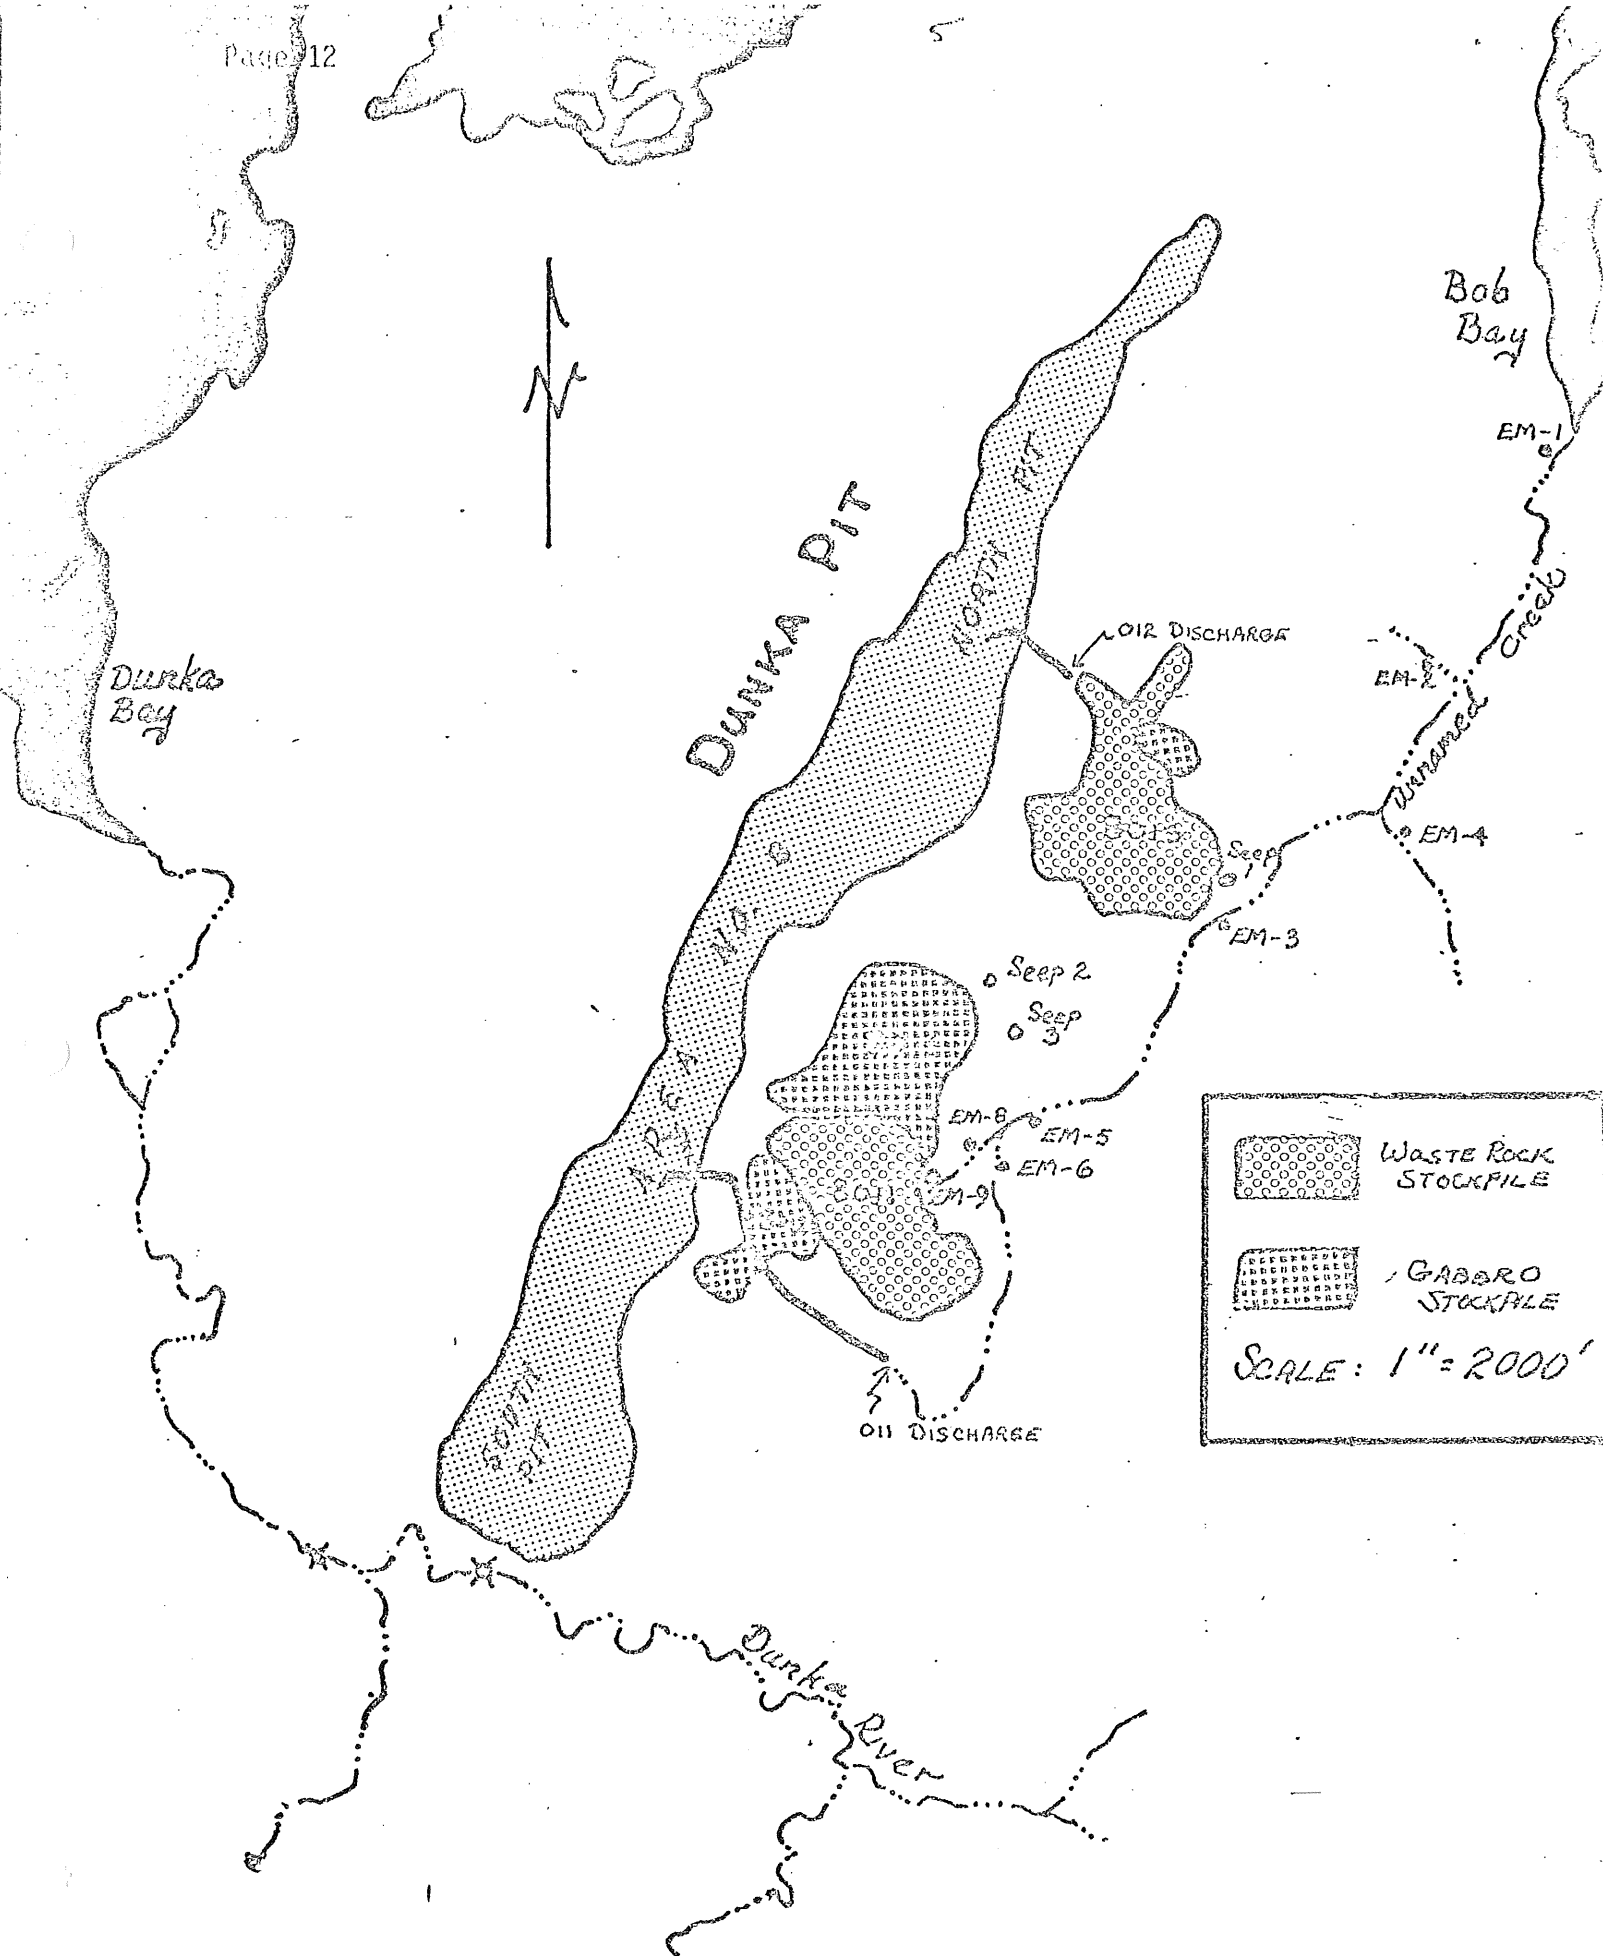 Page 12
5
N
Bob
Bay
EM-1
DUNKA PIT
NORTH PIT
012 DISCHARGE
Unnamed Creek
EM-2
Dunka
Bay
EM-4
NO. 6
Seep
1
EM-3
Seep 2
Seep
3
AREA
EM-8
EM-5
EM-6
EM-9
WASTE ROCK
STOCKPILE
GABBRO
STOCKPILE
SCALE: 1" = 2000'
SOUTH
PIT
011 DISCHARGE
Dunka
River